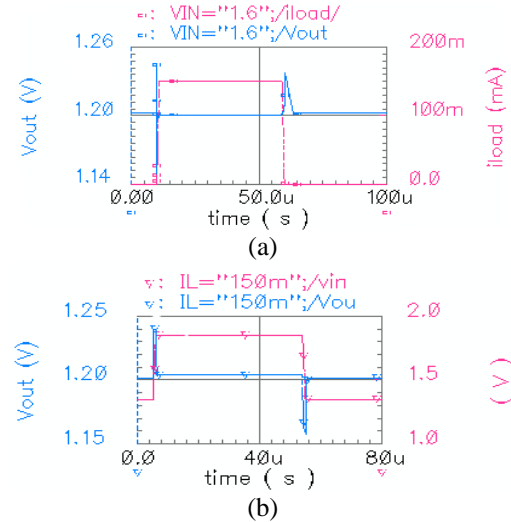 VIN="1.6";/iload/
VIN="1.6";/Vout
1.26 200m
Vout (V) 1.20 100m iload (mA)
1.14 0.0
0.00 50.0u 100u
time ( s )
(a)
IL="150m";/vin
IL="150m";/Vou
1.25 2.0
Vout (V) 1.20 1.5 ( V )
1.15 1.0
0.0 40u 80u
time ( s )
(b)